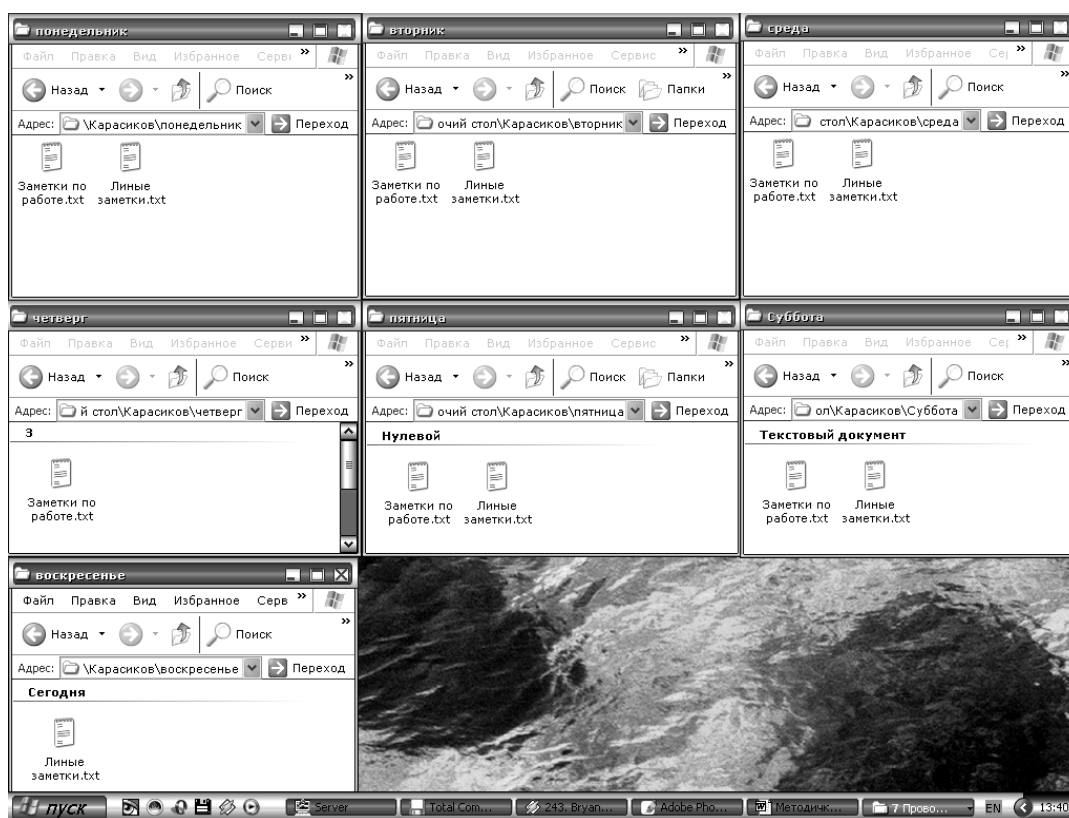 понедельник
Файл Правка Вид Избранное Серви »
Назад Поиск »
Адрес: \Карасиков\понедельник Переход
Заметки по работе.txt
Линые заметки.txt
вторник
Файл Правка Вид Избранное Сервис »
Назад Поиск Папки »
Адрес: очий стол\Карасиков\вторник Переход
Заметки по работе.txt
Линые заметки.txt
среда
Файл Правка Вид Избранное Сер »
Назад Поиск »
Адрес: стол\Карасиков\среда Переход
Заметки по работе.txt
Линые заметки.txt
четверг
Файл Правка Вид Избранное Серви »
Назад Поиск »
Адрес: й стол\Карасиков\четверг Переход
З
Заметки по работе.txt
пятница
Файл Правка Вид Избранное Сервис »
Назад Поиск Папки »
Адрес: очий стол\Карасиков\пятница Переход
Нулевой
Заметки по работе.txt
Линые заметки.txt
Суббота
Файл Правка Вид Избранное Сер »
Назад Поиск »
Адрес: ол\Карасиков\Суббота Переход
Текстовый документ
Заметки по работе.txt
Линые заметки.txt
воскресенье
Файл Правка Вид Избранное Серв »
Назад Поиск »
Адрес: \Карасиков\воскресенье Переход
Сегодня
Линые заметки.txt
пуск Server Total Com... 243. Bryan... Adobe Pho... Методичк... 7 Прово... EN 13:40